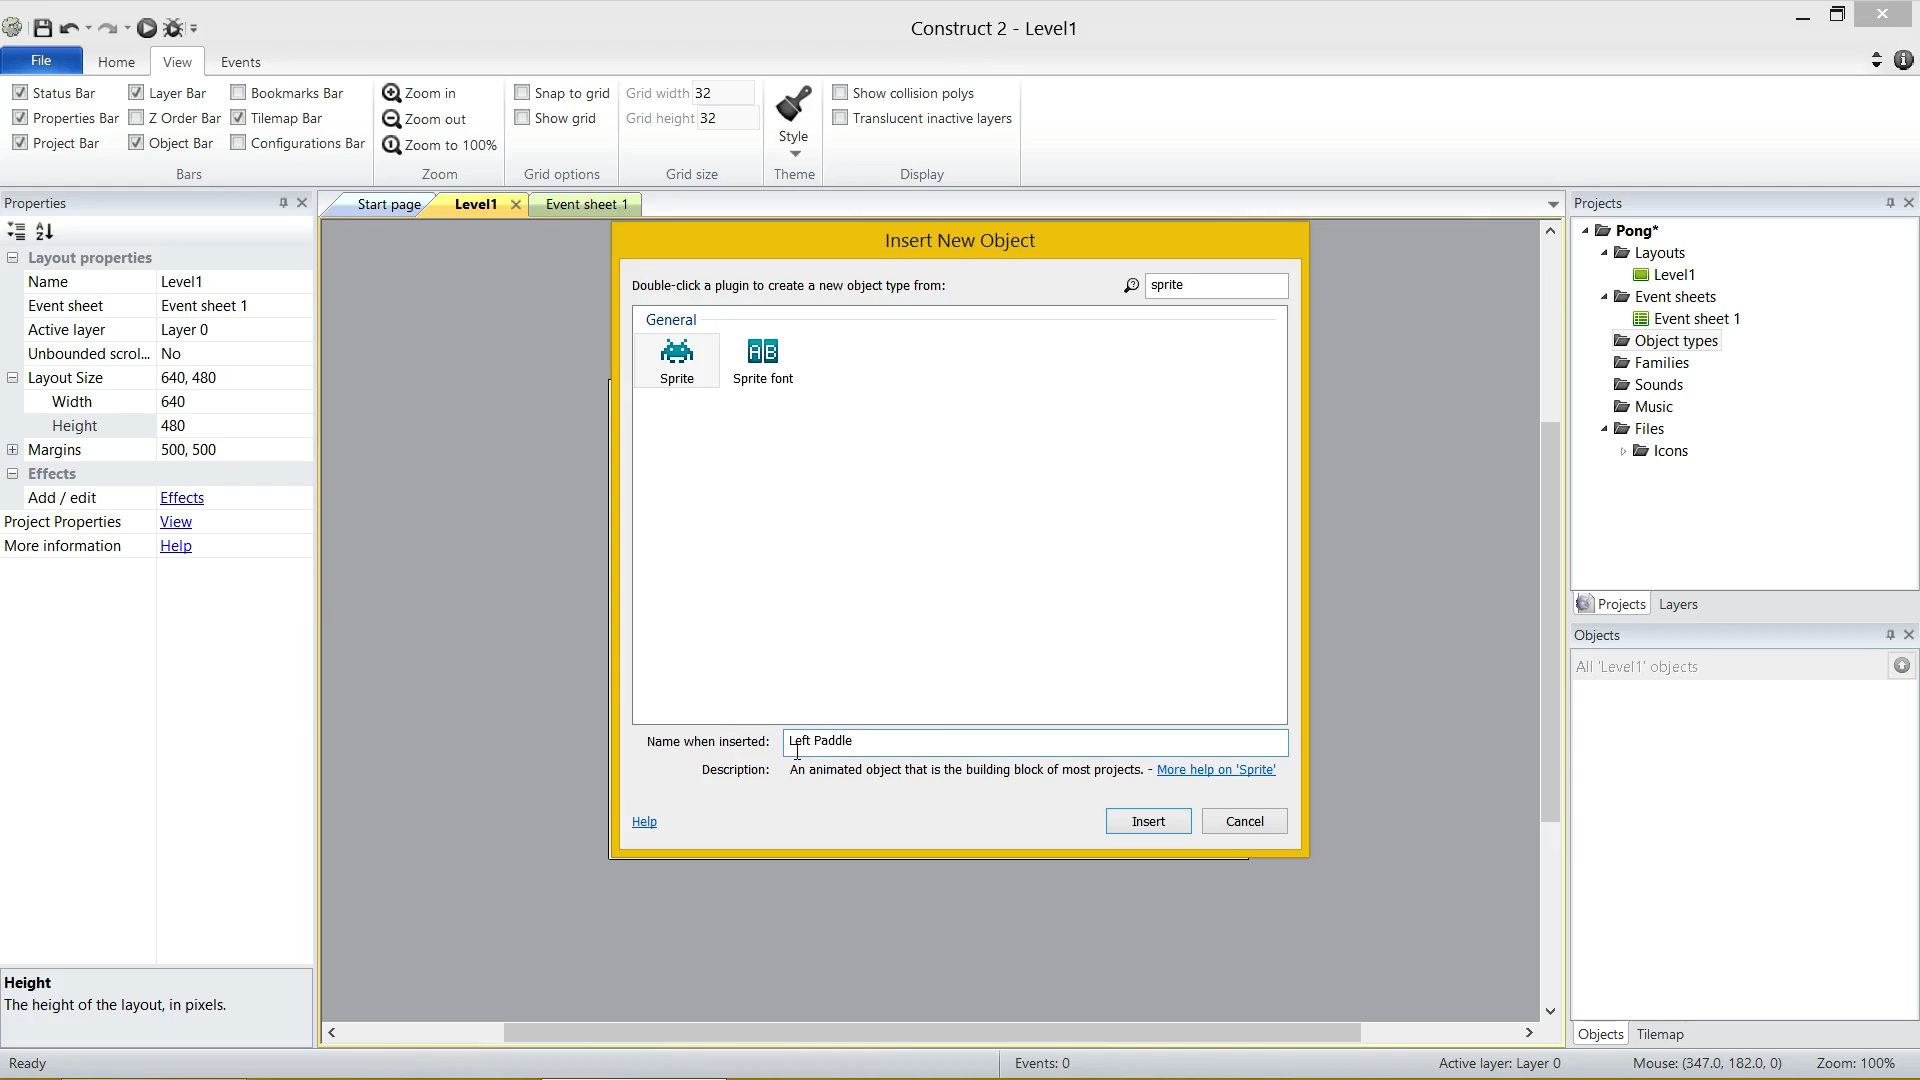 Construct 2 - Level1
File
Home
View
Events
Status Bar
Layer Bar
Bookmarks Bar
Properties Bar
Z Order Bar
Tilemap Bar
Project Bar
Object Bar
Configurations Bar
Bars
Zoom in
Zoom out
Zoom to 100%
Zoom
Snap to grid
Show grid
Grid options
Grid width 32
Grid height 32
Grid size
Style
Theme
Show collision polys
Translucent inactive layers
Display
Properties
Layout properties
Name Level1
Event sheet Event sheet 1
Active layer Layer 0
Unbounded scrol... No
Layout Size 640, 480
Width 640
Height 480
Margins 500, 500
Effects
Add / edit Effects
Project Properties View
More information Help
Height
The height of the layout, in pixels.
Start page
Level1
Event sheet 1
Insert New Object
Double-click a plugin to create a new object type from:
sprite
General
AB
Sprite
Sprite font
Name when inserted: Left Paddle
Description: An animated object that is the building block of most projects. - More help on 'Sprite'
Help
Insert
Cancel
Projects
Pong*
Layouts
Level1
Event sheets
Event sheet 1
Object types
Families
Sounds
Music
Files
Icons
Projects
Layers
Objects
All 'Level1' objects
Objects
Tilemap
Ready
Events: 0
Active layer: Layer 0
Mouse: (347.0, 182.0, 0)
Zoom: 100%